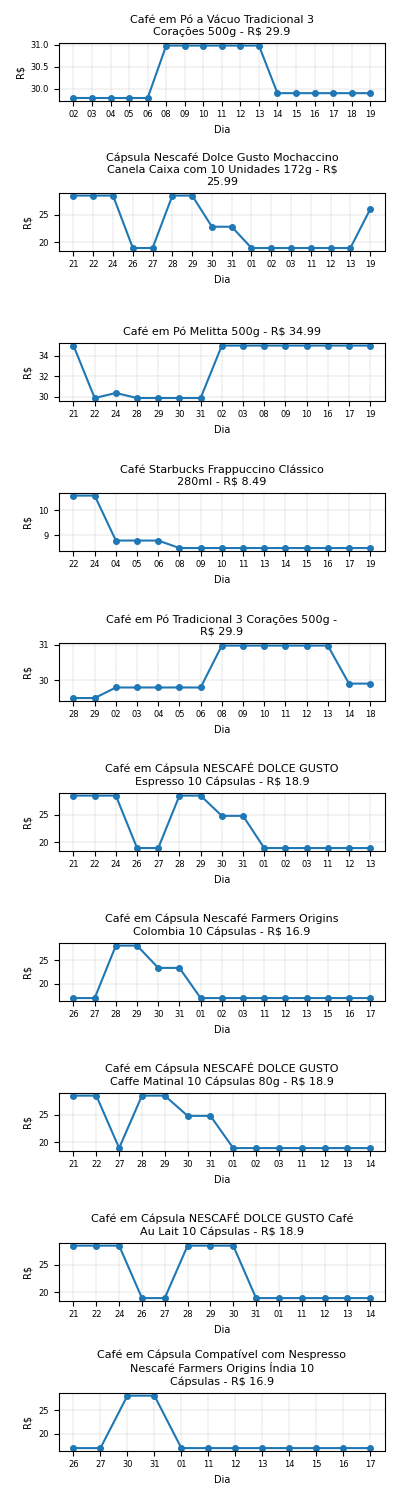 Café em Pó a Vácuo Tradicional 3
Corações 500g - R$ 29.9
31.0
30.5
30.0
R$
02 03 04 05 06 08 09 10 11 12 13 14 15 16 17 18 19
Dia
Cápsula Nescafé Dolce Gusto Mochaccino
Canela Caixa com 10 Unidades 172g - R$
25.99
25
20
R$
21 22 24 26 27 28 29 30 31 01 02 03 11 12 13 19
Dia
Café em Pó Melitta 500g - R$ 34.99
34
32
30
R$
21 22 24 28 29 30 31 02 03 08 09 10 16 17 19
Dia
Café Starbucks Frappuccino Clássico
280ml - R$ 8.49
10
9
R$
22 24 04 05 06 08 09 10 11 13 14 15 16 17 19
Dia
Café em Pó Tradicional 3 Corações 500g -
R$ 29.9
31
30
R$
28 29 02 03 04 05 06 08 09 10 11 12 13 14 18
Dia
Café em Cápsula NESCAFÉ DOLCE GUSTO
Espresso 10 Cápsulas - R$ 18.9
25
20
R$
21 22 24 26 27 28 29 30 31 01 02 03 11 12 13
Dia
Café em Cápsula Nescafé Farmers Origins
Colombia 10 Cápsulas - R$ 16.9
25
20
R$
26 27 28 29 30 31 01 02 03 11 12 13 15 16 17
Dia
Café em Cápsula NESCAFÉ DOLCE GUSTO
Caffe Matinal 10 Cápsulas 80g - R$ 18.9
25
20
R$
21 22 27 28 29 30 31 01 02 03 11 12 13 14
Dia
Café em Cápsula NESCAFÉ DOLCE GUSTO Café
Au Lait 10 Cápsulas - R$ 18.9
25
20
R$
21 22 24 26 27 28 29 30 31 01 11 12 13 14
Dia
Café em Cápsula Compatível com Nespresso
Nescafé Farmers Origins Índia 10
Cápsulas - R$ 16.9
25
20
R$
26 27 30 31 01 11 12 13 14 15 16 17
Dia